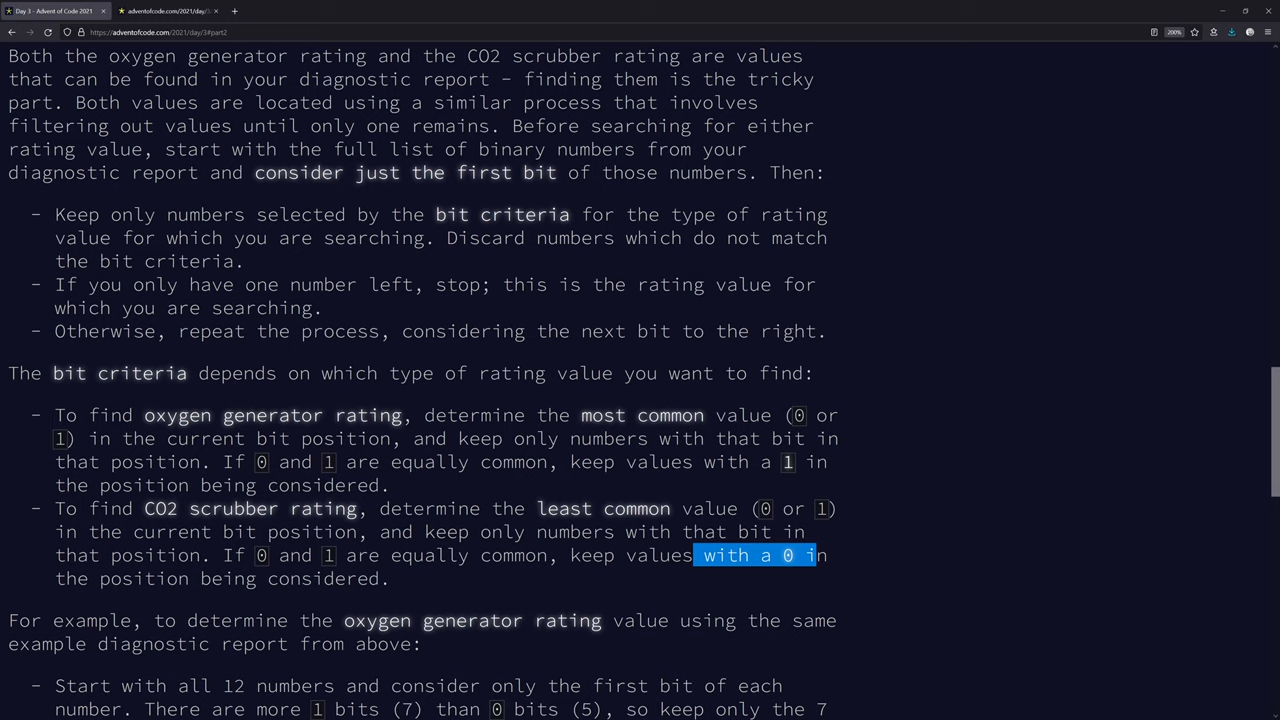 Day 3 - Advent of Code 2021
adventofcode.com/2021/day/3
https://adventofcode.com/2021/day/3#part2
200%
Both the oxygen generator rating and the CO2 scrubber rating are values
that can be found in your diagnostic report - finding them is the tricky
part. Both values are located using a similar process that involves
filtering out values until only one remains. Before searching for either
rating value, start with the full list of binary numbers from your
diagnostic report and consider just the first bit of those numbers. Then:
- Keep only numbers selected by the bit criteria for the type of rating
value for which you are searching. Discard numbers which do not match
the bit criteria.
- If you only have one number left, stop; this is the rating value for
which you are searching.
- Otherwise, repeat the process, considering the next bit to the right.
The bit criteria depends on which type of rating value you want to find:
- To find oxygen generator rating, determine the most common value (0 or
1) in the current bit position, and keep only numbers with that bit in
that position. If 0 and 1 are equally common, keep values with a 1 in
the position being considered.
- To find CO2 scrubber rating, determine the least common value (0 or 1)
in the current bit position, and keep only numbers with that bit in
that position. If 0 and 1 are equally common, keep values with a 0 in
the position being considered.
For example, to determine the oxygen generator rating value using the same
example diagnostic report from above:
- Start with all 12 numbers and consider only the first bit of each
number. There are more 1 bits (7) than 0 bits (5), so keep only the 7